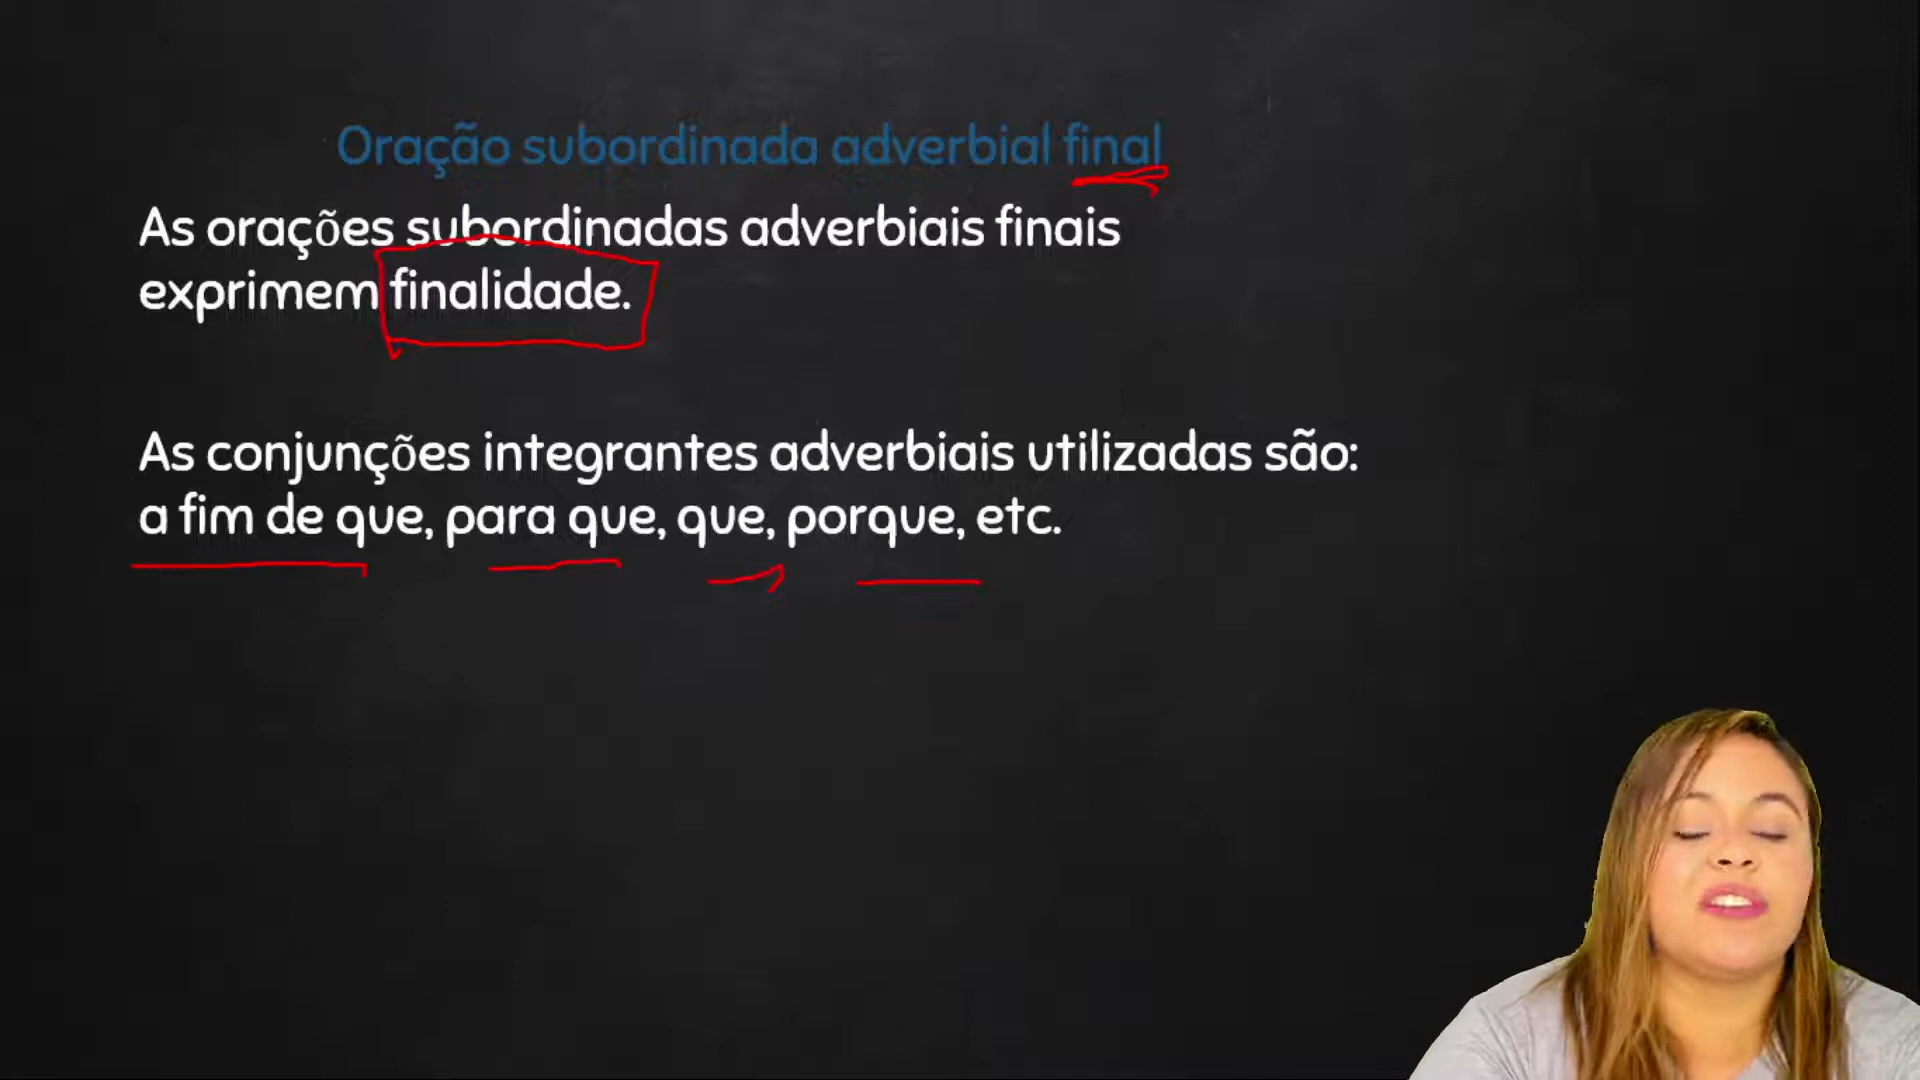 Oração subordinada adverbial final
As orações subordinadas adverbiais finais
exprimem finalidade.
As conjunções integrantes adverbiais utilizadas são:
a fim de que, para que, que, porque, etc.